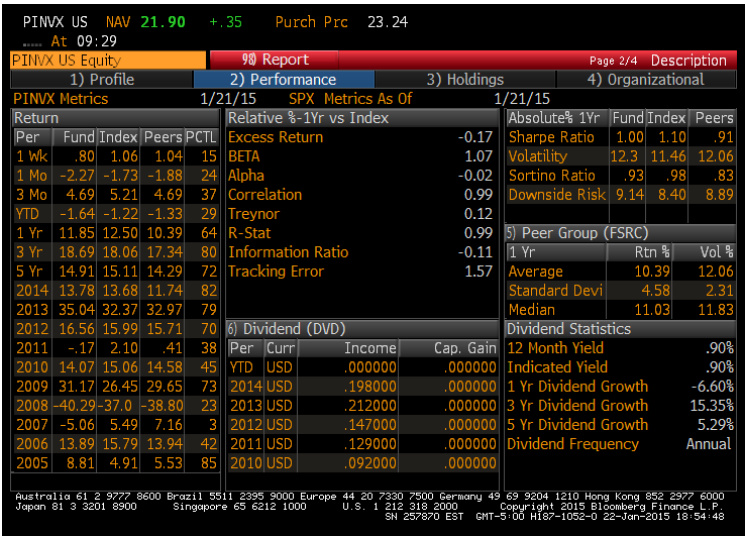 PINVX US NAV 21.90 +.35 Purch Prc 23.24
At 09:29
PINVX US Equity 98) Report Page 2/4 Description
1) Profile 2) Performance 3) Holdings 4) Organizational
PINVX Metrics 1/21/15 SPX Metrics As Of 1/21/15
Return
Per Fund Index Peers PCTL
1 Wk .80 1.06 1.04 15
1 Mo -2.27 -1.73 -1.88 24
3 Mo 4.69 5.21 4.69 37
YTD -1.64 -1.22 -1.33 29
1 Yr 11.85 12.50 10.39 64
3 Yr 18.69 18.06 17.34 80
5 Yr 14.91 15.11 14.29 72
2014 13.78 13.68 11.74 82
2013 35.04 32.37 32.97 79
2012 16.56 15.99 15.71 70
2011 -.17 2.10 .41 38
2010 14.07 15.06 14.58 45
2009 31.17 26.45 29.65 73
2008 -40.29 -37.0 -38.80 23
2007 -5.06 5.49 7.16 3
2006 13.89 15.79 13.94 42
2005 8.81 4.91 5.53 85
Relative %-1Yr vs Index
Excess Return -0.17
BETA 1.07
Alpha -0.02
Correlation 0.99
Treynor 0.12
R-Stat 0.99
Information Ratio -0.11
Tracking Error 1.57
6) Dividend (DVD)
Per Curr Income Cap. Gain
YTD USD .000000 .000000
2014 USD .198000 .000000
2013 USD .212000 .000000
2012 USD .147000 .000000
2011 USD .129000 .000000
2010 USD .092000 .000000
Absolute% 1Yr Fund Index Peers
Sharpe Ratio 1.00 1.10 .91
Volatility 12.3 11.46 12.06
Sortino Ratio .93 .98 .83
Downside Risk 9.14 8.40 8.89
5) Peer Group (FSRC)
1 Yr Rtn % Vol %
Average 10.39 12.06
Standard Devi 4.58 2.31
Median 11.03 11.83
Dividend Statistics
12 Month Yield .90%
Indicated Yield .90%
1 Yr Dividend Growth -6.60%
3 Yr Dividend Growth 15.35%
5 Yr Dividend Growth 5.29%
Dividend Frequency Annual
Australia 61 2 9777 8600 Brazil 5511 2395 9000 Europe 44 20 7330 7500 Germany 49 69 9204 1210 Hong Kong 852 2977 6000
Japan 81 3 3201 8900 Singapore 65 6212 1000 U.S. 1 212 318 2000 Copyright 2015 Bloomberg Finance L.P.
SN 257870 EST GMT-5:00 H187-1052-0 22-Jan-2015 18:54:48